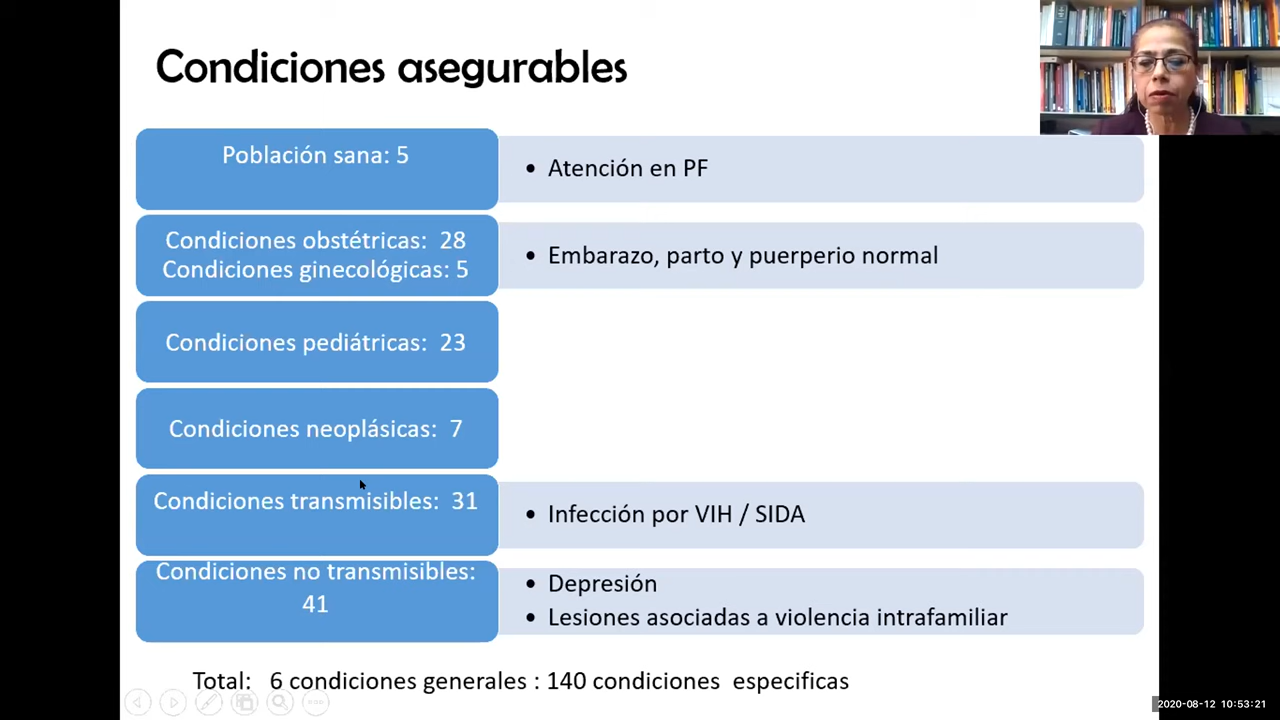 Condiciones asegurables
Población sana: 5
• Atención en PF
Condiciones obstétricas: 28
Condiciones ginecológicas: 5
• Embarazo, parto y puerperio normal
Condiciones pediátricas: 23
Condiciones neoplásicas: 7
Condiciones transmisibles: 31
• Infección por VIH / SIDA
Condiciones no transmisibles:
41
• Depresión
• Lesiones asociadas a violencia intrafamiliar
Total: 6 condiciones generales : 140 condiciones especificas
2020-08-12 10:53:21